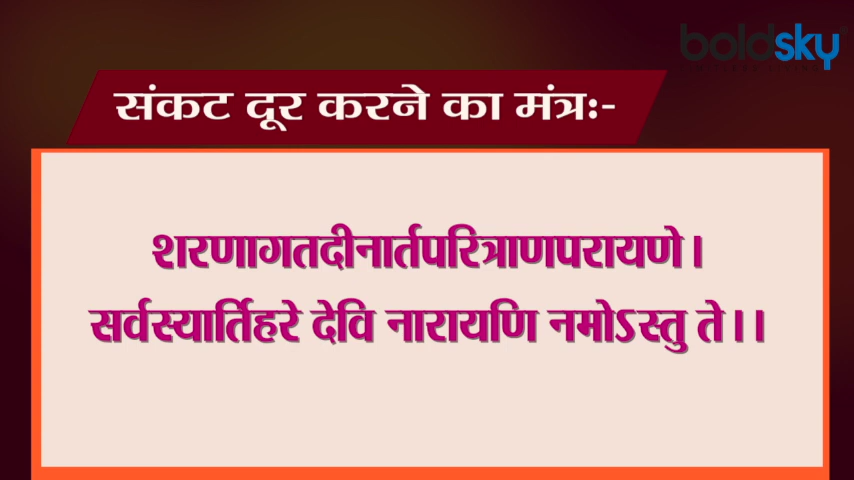 boldsky
संकट दूर करने का मंत्रः-
शरणागतदीनार्तपरित्राणपरायणे।
सर्वस्यार्तिहरे देवि नारायणि नमोऽस्तु ते।।